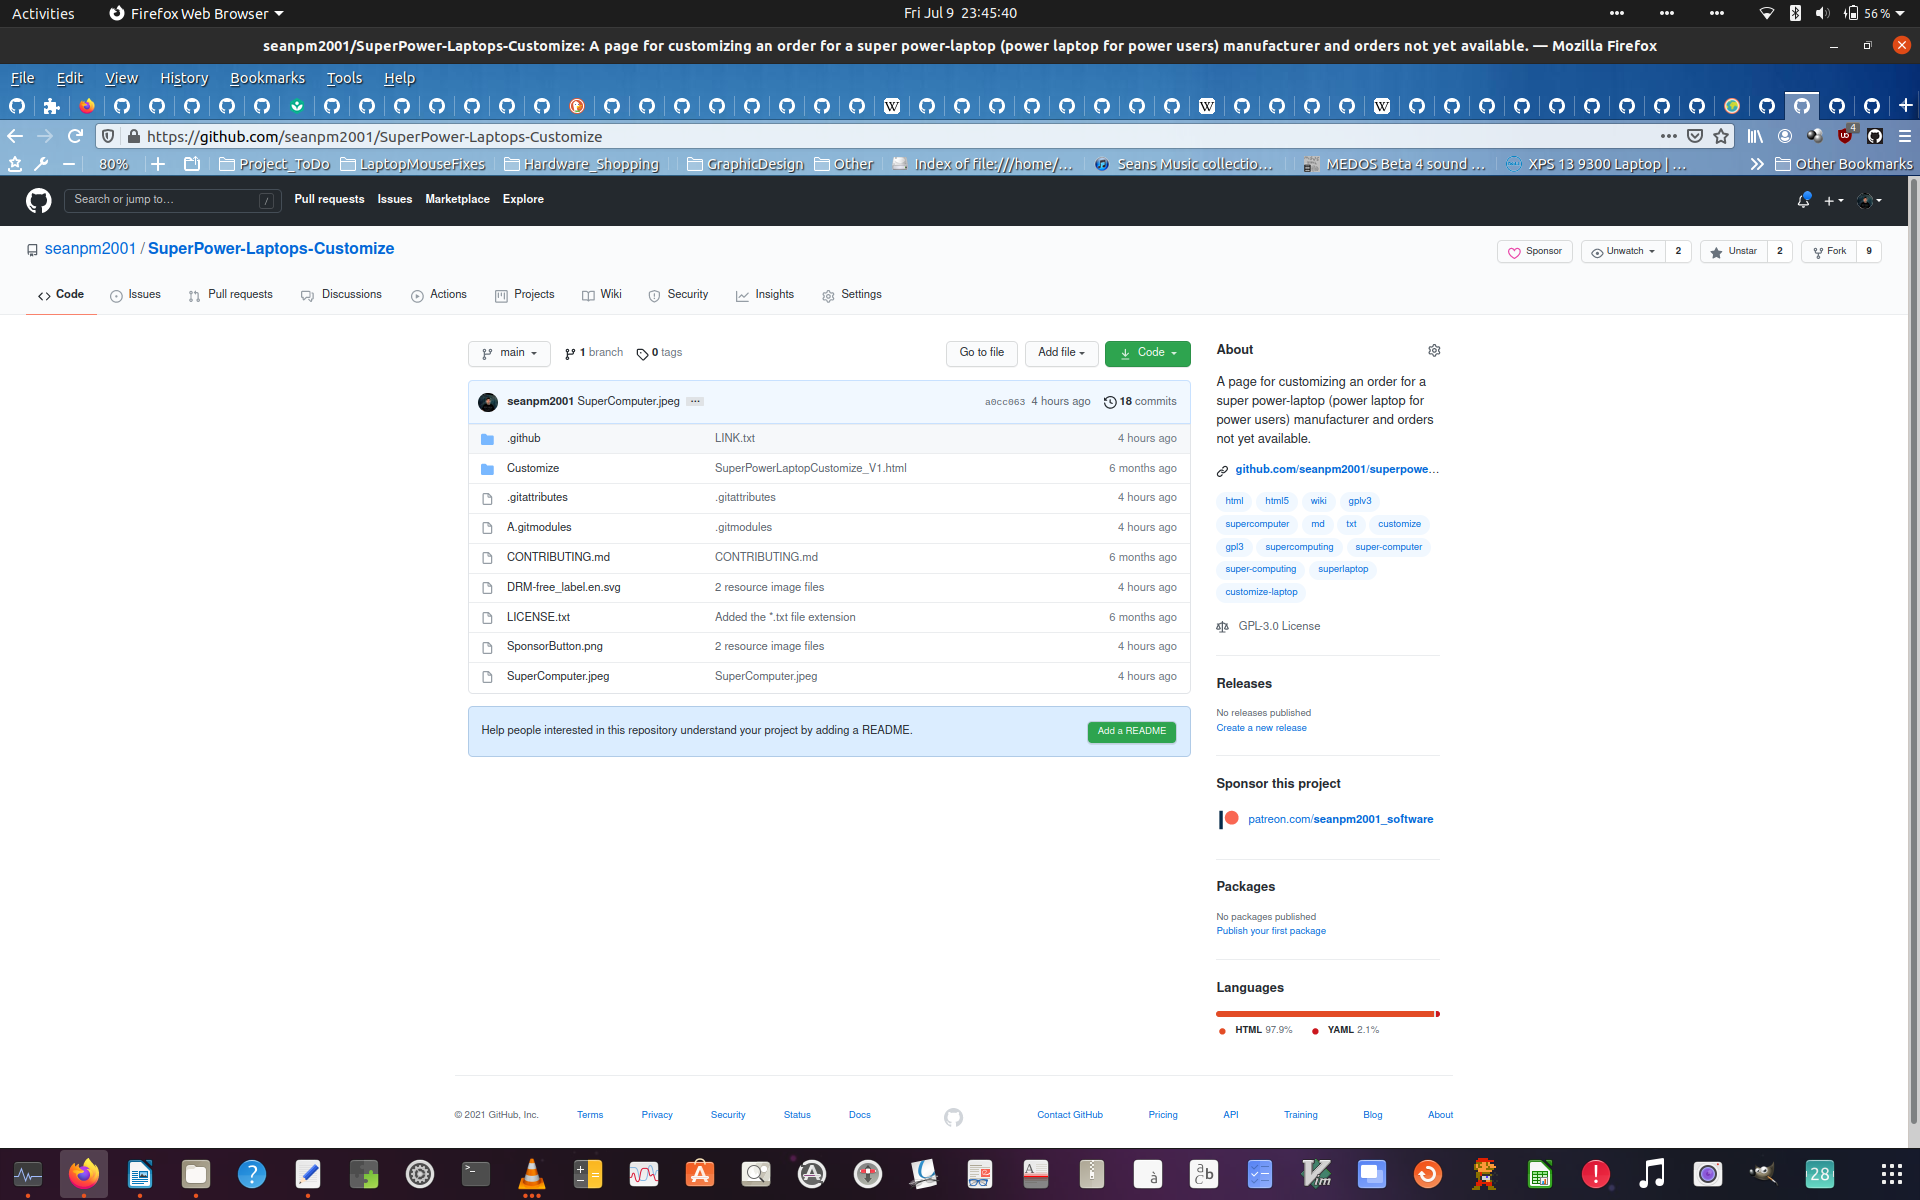 Activities
Firefox Web Browser
Fri Jul 9 23:45:40
56 %
seanpm2001/SuperPower-Laptops-Customize: A page for customizing an order for a super power-laptop (power laptop for power users) manufacturer and orders not yet available. — Mozilla Firefox
File Edit View History Bookmarks Tools Help
https://github.com/seanpm2001/SuperPower-Laptops-Customize
4
80% Project_ToDo LaptopMouseFixes Hardware_Shopping GraphicDesign Other Index of file:///home/... Seans Music collectio... MEDOS Beta 4 sound ... XPS 13 9300 Laptop | ... Other Bookmarks
Search or jump to... / Pull requests Issues Marketplace Explore
seanpm2001 / SuperPower-Laptops-Customize
Sponsor Unwatch 2 Unstar 2 Fork 9
Code Issues Pull requests Discussions Actions Projects Wiki Security Insights Settings
main 1 branch 0 tags Go to file Add file Code
seanpm2001 SuperComputer.jpeg ... a0cc063 4 hours ago 18 commits
.github LINK.txt 4 hours ago
Customize SuperPowerLaptopCustomize_V1.html 6 months ago
.gitattributes .gitattributes 4 hours ago
A.gitmodules .gitmodules 4 hours ago
CONTRIBUTING.md CONTRIBUTING.md 6 months ago
DRM-free_label.en.svg 2 resource image files 4 hours ago
LICENSE.txt Added the *.txt file extension 6 months ago
SponsorButton.png 2 resource image files 4 hours ago
SuperComputer.jpeg SuperComputer.jpeg 4 hours ago
Help people interested in this repository understand your project by adding a README. Add a README
About
A page for customizing an order for a
super power-laptop (power laptop for
power users) manufacturer and orders
not yet available.
github.com/seanpm2001/superpowe...
html html5 wiki gplv3
supercomputer md txt customize
gpl3 supercomputing super-computer
super-computing superlaptop
customize-laptop
GPL-3.0 License
Releases
No releases published
Create a new release
Sponsor this project
patreon.com/seanpm2001_software
Packages
No packages published
Publish your first package
Languages
HTML 97.9% YAML 2.1%
© 2021 GitHub, Inc. Terms Privacy Security Status Docs Contact GitHub Pricing API Training Blog About
28